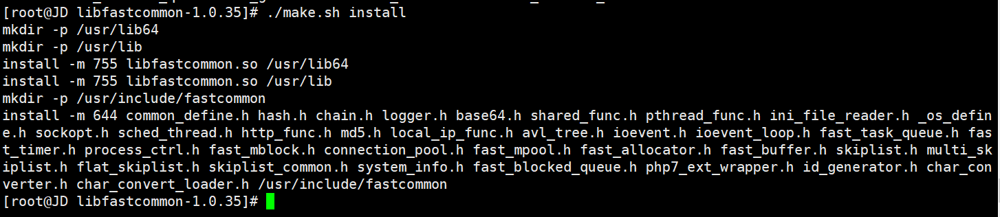 [root@JD libfastcommon-1.0.35]# ./make.sh install
mkdir -p /usr/lib64
mkdir -p /usr/lib
install -m 755 libfastcommon.so /usr/lib64
install -m 755 libfastcommon.so /usr/lib
mkdir -p /usr/include/fastcommon
install -m 644 common_define.h hash.h chain.h logger.h base64.h shared_func.h pthread_func.h ini_file_reader.h _os_defin
e.h sockopt.h sched_thread.h http_func.h md5.h local_ip_func.h avl_tree.h ioevent.h ioevent_loop.h fast_task_queue.h fas
t_timer.h process_ctrl.h fast_mblock.h connection_pool.h fast_mpool.h fast_allocator.h fast_buffer.h skiplist.h multi_sk
iplist.h flat_skiplist.h skiplist_common.h system_info.h fast_blocked_queue.h php7_ext_wrapper.h id_generator.h char_con
verter.h char_convert_loader.h /usr/include/fastcommon
[root@JD libfastcommon-1.0.35]#